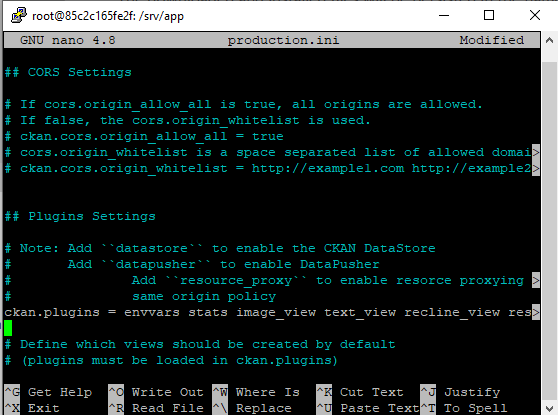 root@85c2c165fe2f: /srv/app
GNU nano 4.8 production.ini Modified
## CORS Settings
# If cors.origin_allow_all is true, all origins are allowed.
# If false, the cors.origin_whitelist is used.
# ckan.cors.origin_allow_all = true
# cors.origin_whitelist is a space separated list of allowed domai>
# ckan.cors.origin_whitelist = http://example1.com http://example2>
## Plugins Settings
# Note: Add ``datastore`` to enable the CKAN DataStore
#       Add ``datapusher`` to enable DataPusher
#               Add ``resource_proxy`` to enable resorce proxying >
#               same origin policy
ckan.plugins = envvars stats image_view text_view recline_view res>
# Define which views should be created by default
# (plugins must be loaded in ckan.plugins)
^G Get Help ^O Write Out ^W Where Is ^K Cut Text ^J Justify
^X Exit ^R Read File ^\ Replace ^U Paste Text ^T To Spell